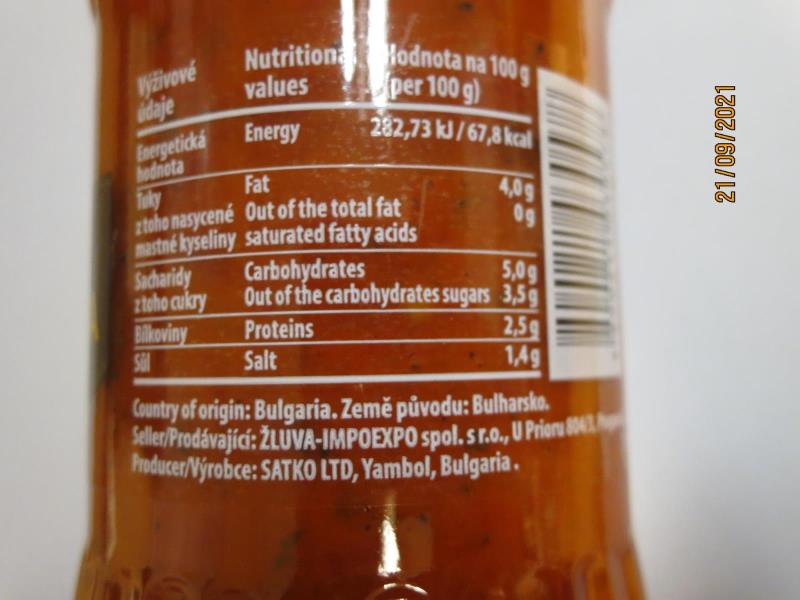 Výživové údaje Nutritional values Hodnota na 100 g (per 100 g)
Energetická hodnota Energy 282,73 kJ / 67,8 kcal
Tuky Fat 4,0 g
z toho nasycené mastné kyseliny Out of the total fat saturated fatty acids 0 g
Sacharidy Carbohydrates 5,0 g
z toho cukry Out of the carbohydrates sugars 3,5 g
Bílkoviny Proteins 2,5 g
Sůl Salt 1,4 g
Country of origin: Bulgaria. Země původu: Bulharsko.
Seller/Prodávající: ŽLUVA-IMPOEXPO spol. s r.o., U Prioru 804/3,
Producer/Výrobce: SATKO LTD, Yambol, Bulgaria.
21/09/2021